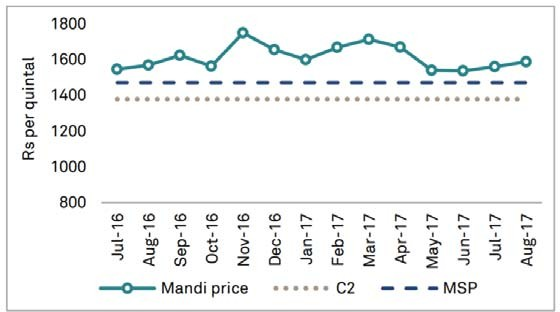 Rs per quintal
1800
1600
1400
1200
1000
800
Jul-16
Aug-16
Sep-16
Oct-16
Nov-16
Dec-16
Jan-17
Feb-17
Mar-17
Apr-17
May-17
Jun-17
Jul-17
Aug-17
Mandi price
C2
MSP